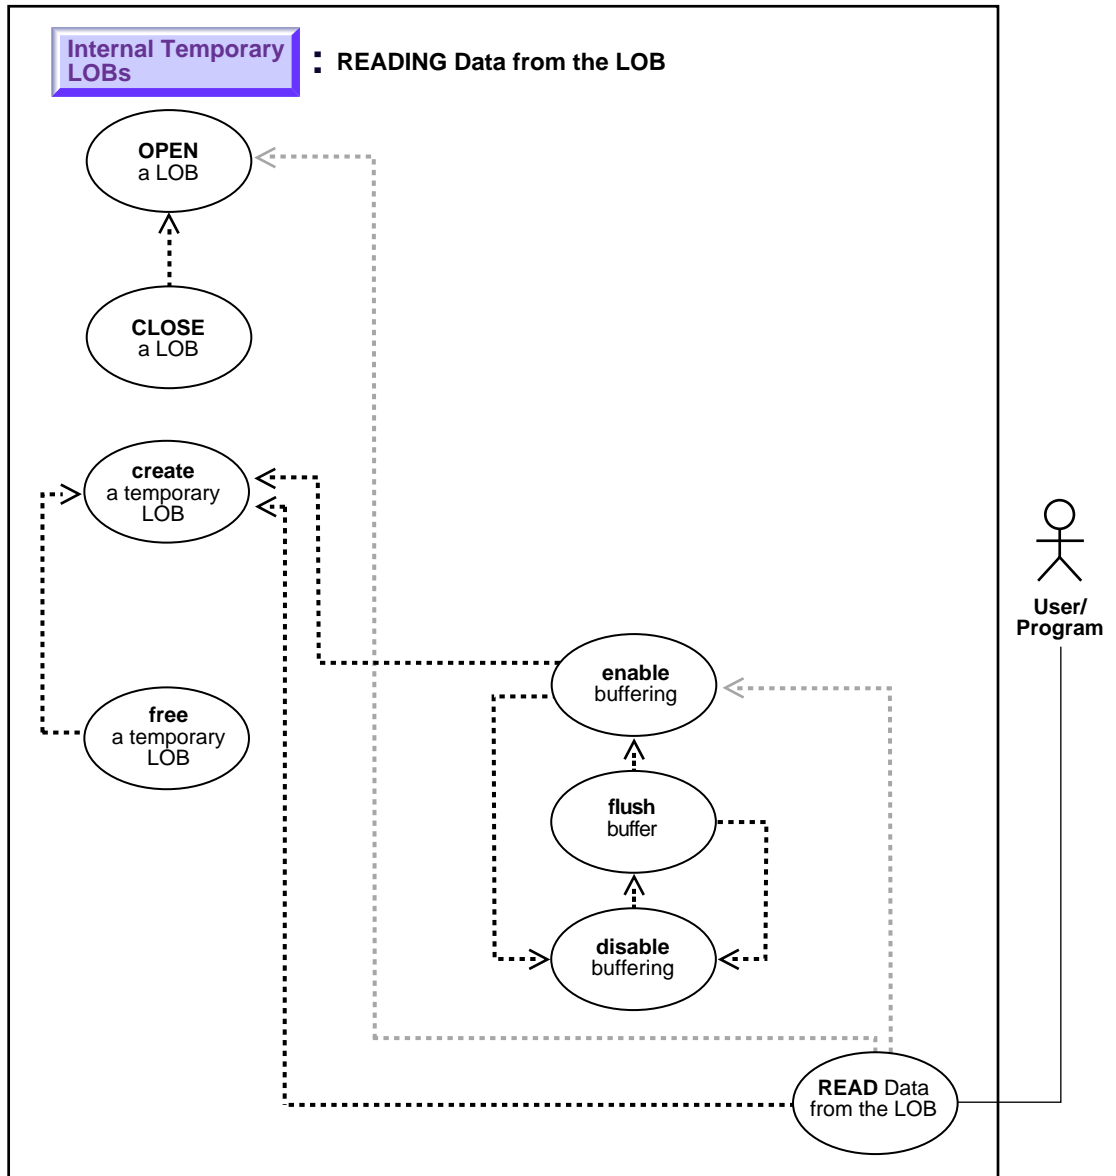 Internal Temporary
LOBs
: READING Data from the LOB
OPEN
a LOB
CLOSE
a LOB
create
a temporary
LOB
User/
Program
enable
buffering
free
a temporary
LOB
flush
buffer
disable
buffering
READ Data
from the LOB